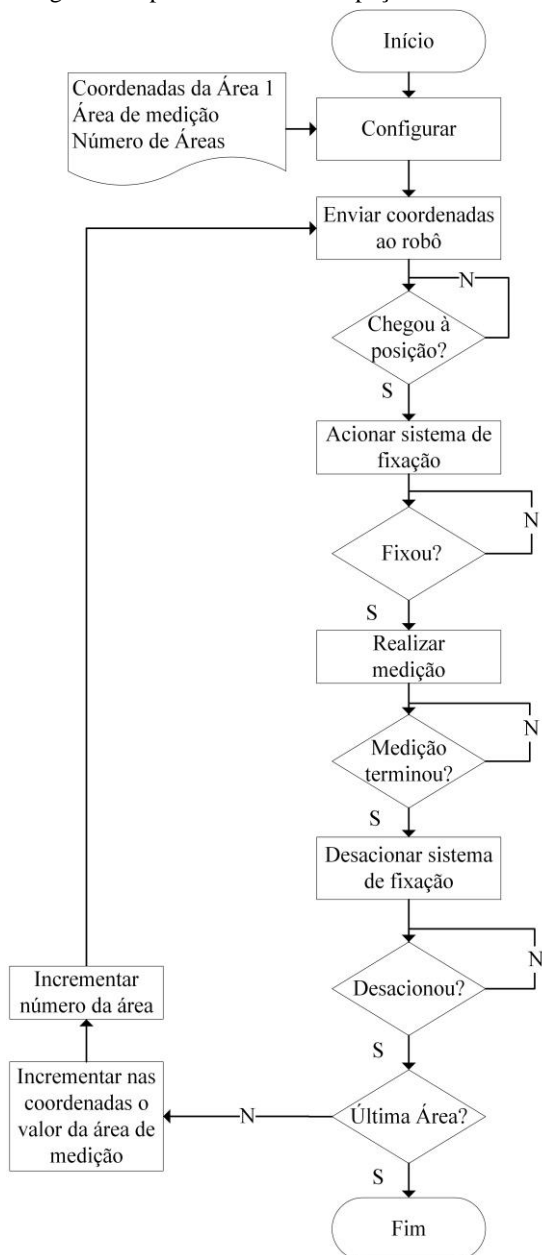 Início
Coordenadas da Área 1
Área de medição
Número de Áreas
Configurar
Enviar coordenadas
ao robô
N
Chegou à
posição?
S
Acionar sistema de
fixação
N
Fixou?
S
Realizar
medição
N
Medição
terminou?
S
Desacionar sistema
de fixação
N
Desacionou?
S
Incrementar
número da área
Incrementar nas
coordenadas o
valor da área de
medição
N
Última Área?
S
Fim